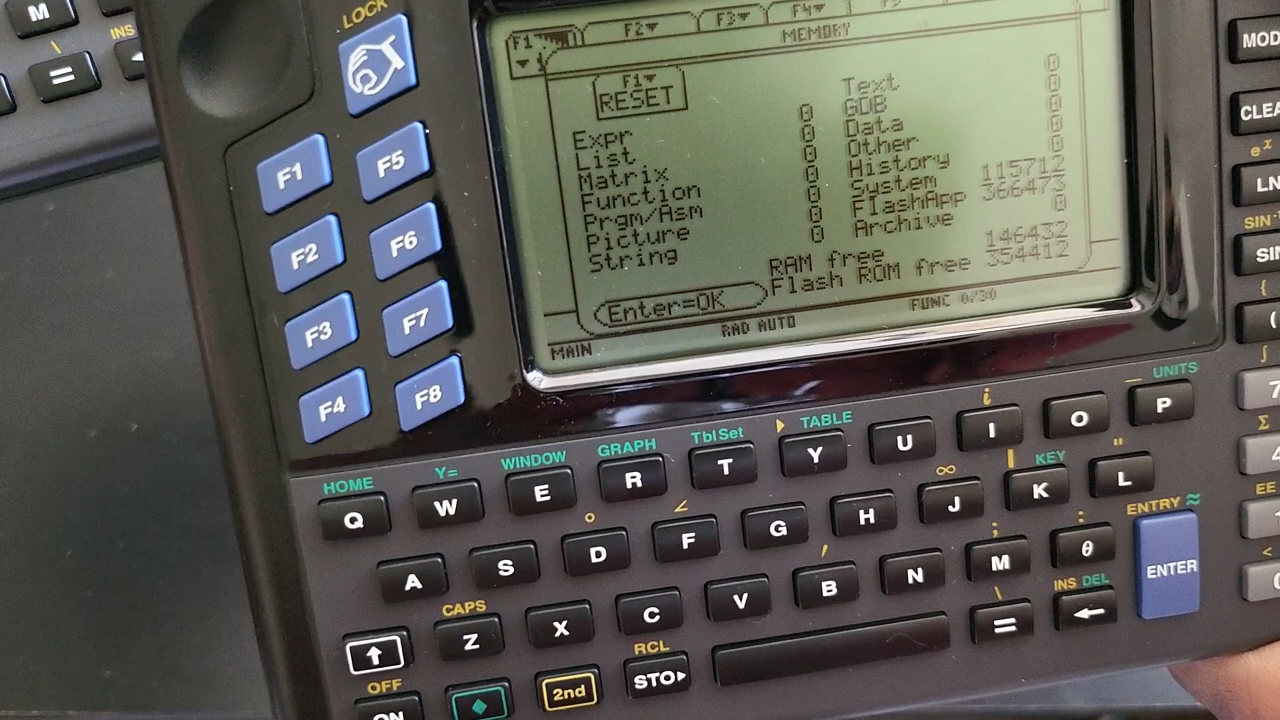 M
\
INS
=
LOCK
F1
F2
F3
F4
F5
F6
F7
F8
F1 F2 F3 F4
MEMORY
F1
RESET
Expr 0 Text 0
List 0 GDB 0
Matrix 0 Data 0
Function 0 Other 0
Prgm/Asm 0 History 0
Picture 0 System 115712
String 0 FlashApp 366473
Archive 0
RAM free 146432
Flash ROM free 354412
Enter=OK
MAIN RAD AUTO FUNC 0/30
HOME Y= WINDOW GRAPH TblSet TABLE i UNITS
Q W E R T Y U I O P
° ∠ ∞ | KEY "
A S D F G H J K L
CAPS ' ; : ENTRY ≈
↑ Z X C V B N M θ ENTER
OFF RCL \ INS DEL
ON ◆ 2nd STO▸ = ←
MOD
CLEA
eˣ
LN
SIN⁻
SIN
{
(
∫
7
Σ
4
EE
1
<
0